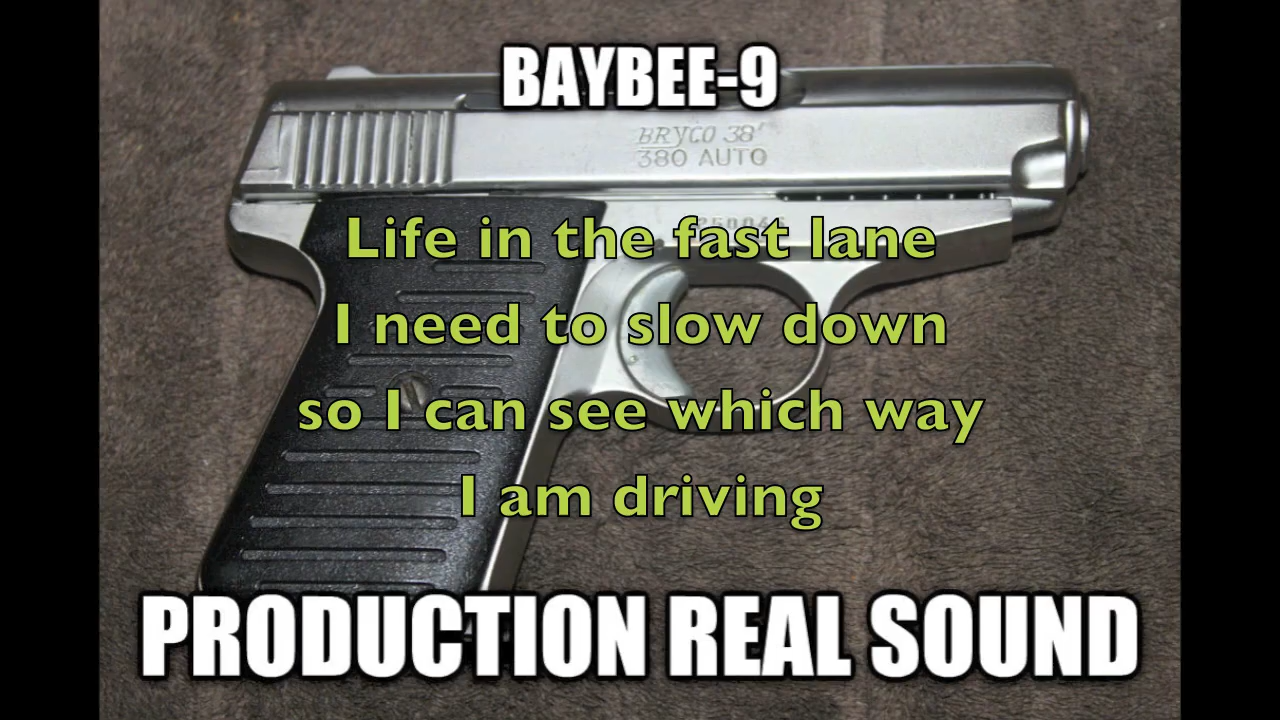 BAYBEE-9
BRYCO 38
380 AUTO
Life in the fast lane
I need to slow down
so I can see which way
I am driving
PRODUCTION REAL SOUND